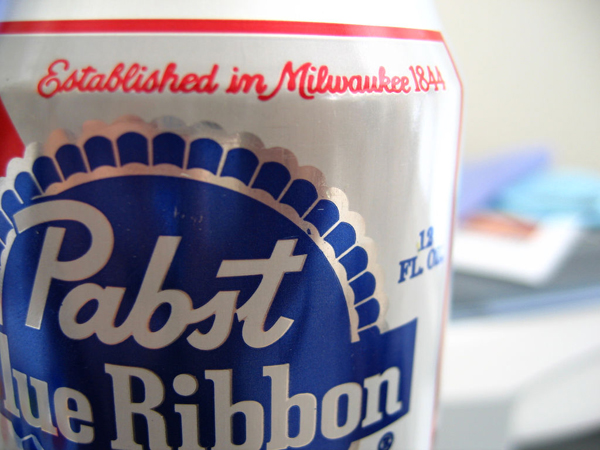 Established in Milwaukee 1844
Pabst
lue Ribbon
®
12
FL. OZ.